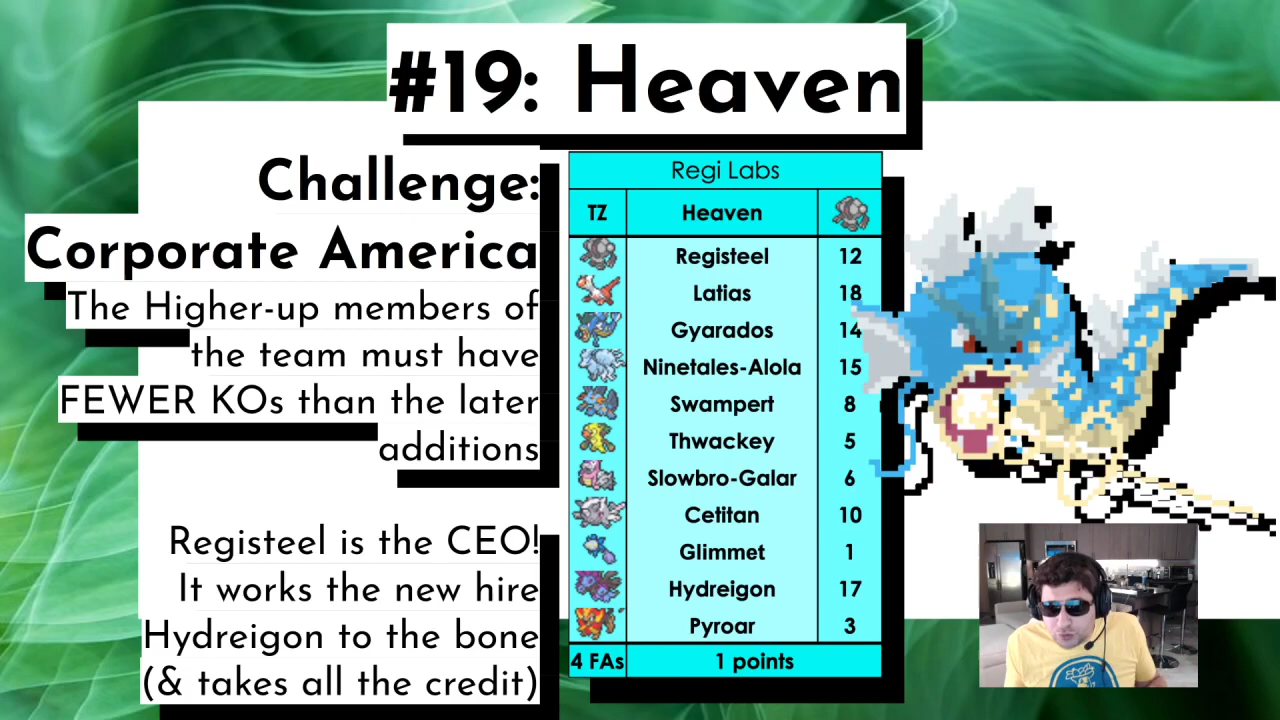 #19: Heaven
Challenge:
Corporate America
The Higher-up members of
the team must have
FEWER KOs than the later
additions
Registeel is the CEO!
It works the new hire
Hydreigon to the bone
(& takes all the credit)
Regi Labs
TZ Heaven
Registeel 12
Latias 18
Gyarados 14
Ninetales-Alola 15
Swampert 8
Thwackey 5
Slowbro-Galar 6
Cetitan 10
Glimmet 1
Hydreigon 17
Pyroar 3
4 FAs 1 points